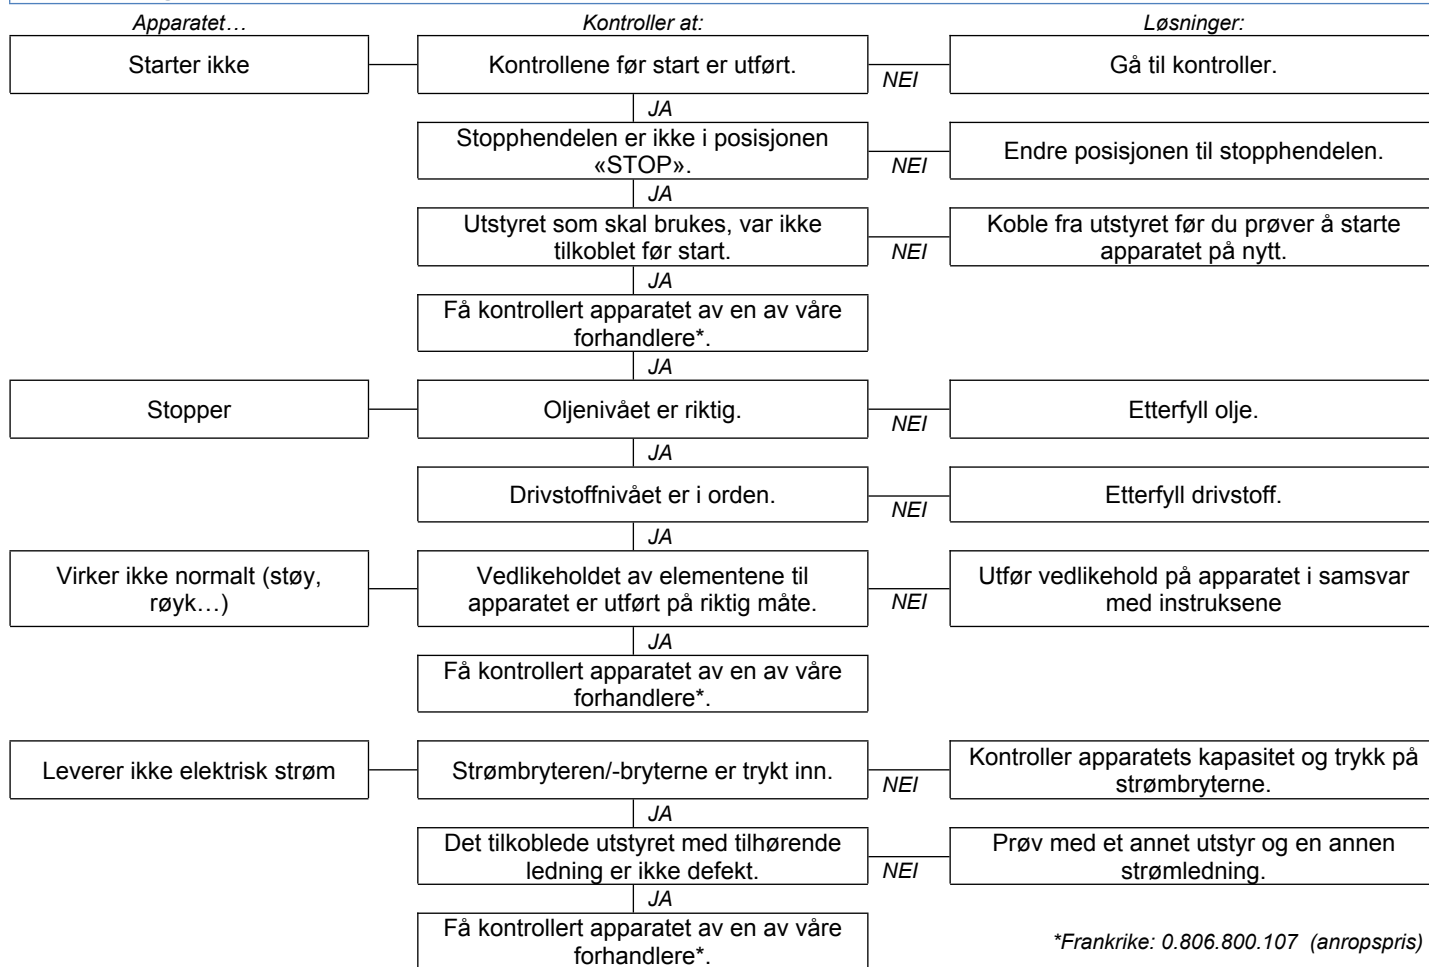 Apparatet…
Kontroller at:
Løsninger:
Starter ikke
Kontrollene før start er utført.
NEI
Gå til kontroller.
JA
Stopphendelen er ikke i posisjonen
«STOP».
NEI
Endre posisjonen til stopphendelen.
JA
Utstyret som skal brukes, var ikke
tilkoblet før start.
NEI
Koble fra utstyret før du prøver å starte
apparatet på nytt.
JA
Få kontrollert apparatet av en av våre
forhandlere*.
JA
Stopper
Oljenivået er riktig.
NEI
Etterfyll olje.
JA
Drivstoffnivået er i orden.
NEI
Etterfyll drivstoff.
JA
Virker ikke normalt (støy,
røyk…)
Vedlikeholdet av elementene til
apparatet er utført på riktig måte.
NEI
Utfør vedlikehold på apparatet i samsvar
med instruksene
JA
Få kontrollert apparatet av en av våre
forhandlere*.
Leverer ikke elektrisk strøm
Strømbryteren/-bryterne er trykt inn.
NEI
Kontroller apparatets kapasitet og trykk på
strømbryterne.
JA
Det tilkoblede utstyret med tilhørende
ledning er ikke defekt.
NEI
Prøv med et annet utstyr og en annen
strømledning.
JA
Få kontrollert apparatet av en av våre
forhandlere*.
*Frankrike: 0.806.800.107 (anropspris)